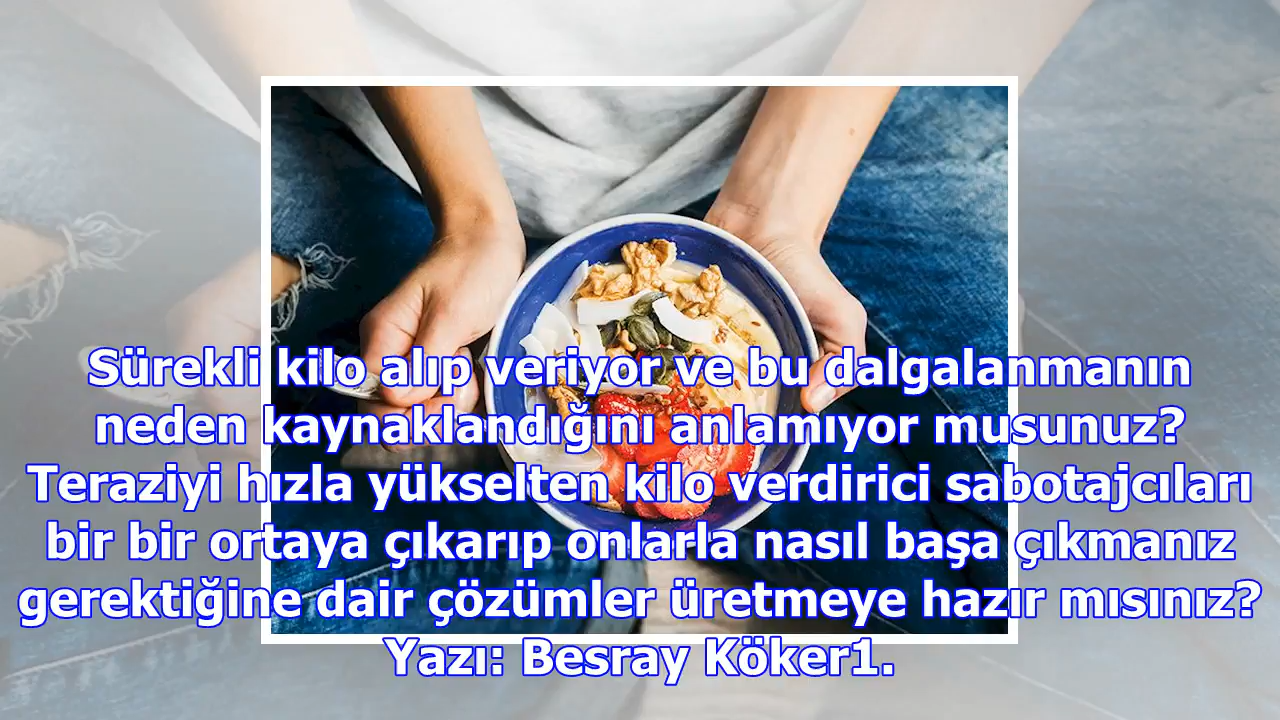 Sürekli kilo alıp veriyor ve bu dalgalanmanın
neden kaynaklandığını anlamıyor musunuz?
Teraziyi hızla yükselten kilo verdirici sabotajcıları
bir bir ortaya çıkarıp onlarla nasıl başa çıkmanız
gerektiğine dair çözümler üretmeye hazır mısınız?
Yazı: Besray Köker1.